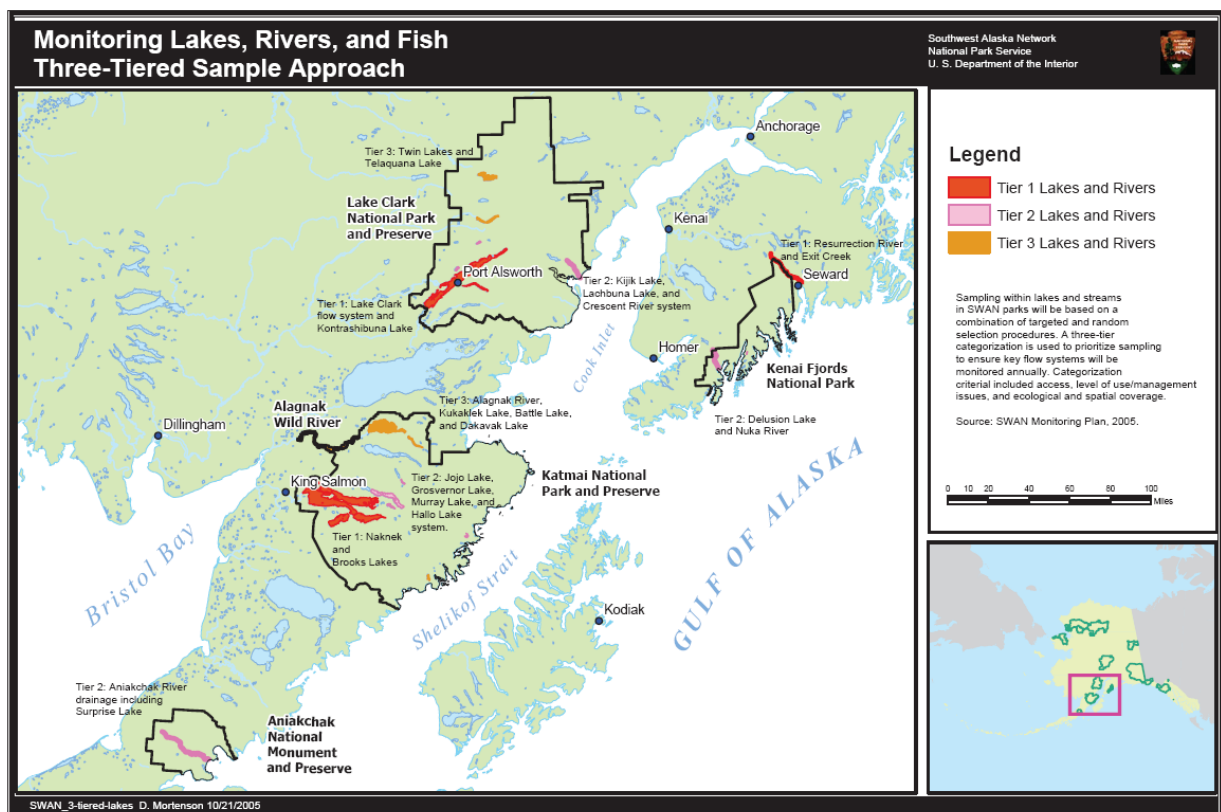 Monitoring Lakes, Rivers, and Fish
Three-Tiered Sample Approach
Southwest Alaska Network
National Park Service
U. S. Department of the Interior
Anchorage
Tier 3: Twin Lakes and
Telaquana Lake
Lake Clark
National Park
and Preserve
Kenai
Tier 1: Resurrection River
and Exit Creek
Port Alsworth
Seward
Tier 2: Kijik Lake,
Lachbuna Lake, and
Crescent River system
Tier 1: Lake Clark
flow system and
Kontrashibuna Lake
Cook Inlet
Homer
Kenai Fjords
National Park
Tier 2: Delusion Lake
and Nuka River
Alagnak
Wild River
Tier 3: Alagnak River,
Kukaklek Lake, Battle Lake,
and Dakavak Lake
Dillingham
King Salmon
Tier 2: Jojo Lake,
Grosvernor Lake,
Murray Lake, and
Hallo Lake
system.
Katmai National
Park and Preserve
Tier 1: Naknek
and
Brooks Lakes
Bristol Bay
Shelikof Strait
GULF OF ALASKA
Kodiak
Tier 2: Aniakchak River
drainage including
Surprise Lake
Aniakchak
National
Monument
and Preserve
Legend
Tier 1 Lakes and Rivers
Tier 2 Lakes and Rivers
Tier 3 Lakes and Rivers
Sampling within lakes and streams
in SWAN parks will be based on a
combination of targeted and random
selection procedures. A three-tier
categorization is used to prioritize sampling
to ensure key flow systems will be
monitored annually. Categorization
criterial included access, level of use/management
issues, and ecological and spatial coverage.
Source: SWAN Monitoring Plan, 2005.
0 10 20 40 60 80 100
Miles
SWAN_3-tiered-lakes D. Mortenson 10/21/2005